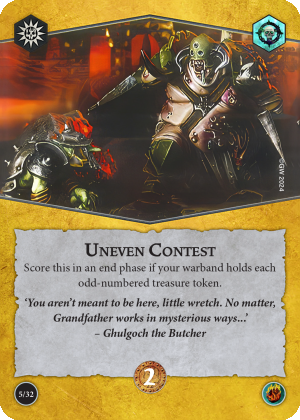 ©GW 2024
UNEVEN CONTEST
Score this in an end phase if your warband holds each
odd-numbered treasure token.
‘You aren't meant to be here, little wretch. No matter,
Grandfather works in mysterious ways...’
– Ghulgoch the Butcher
2
5/32